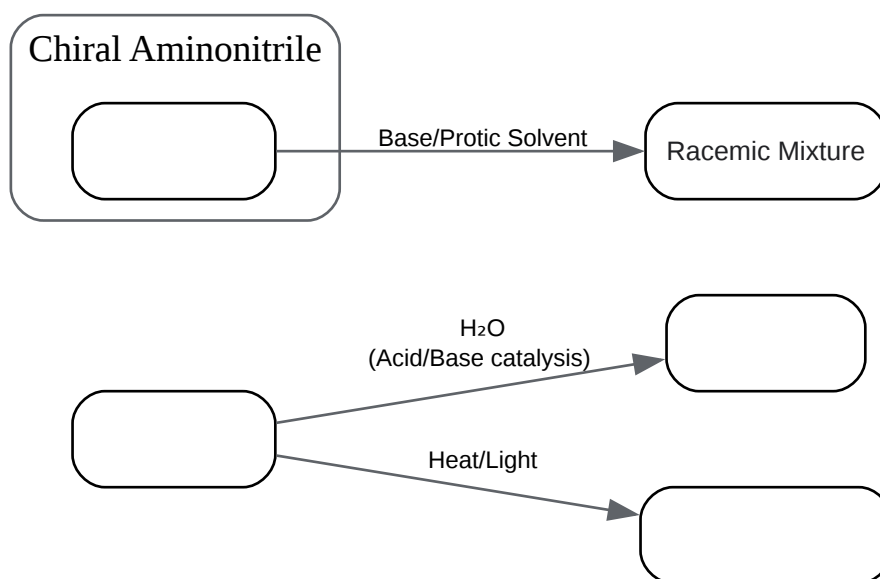 Chiral Aminonitrile
Base/Protic Solvent
Racemic Mixture
H₂O
(Acid/Base catalysis)
Heat/Light